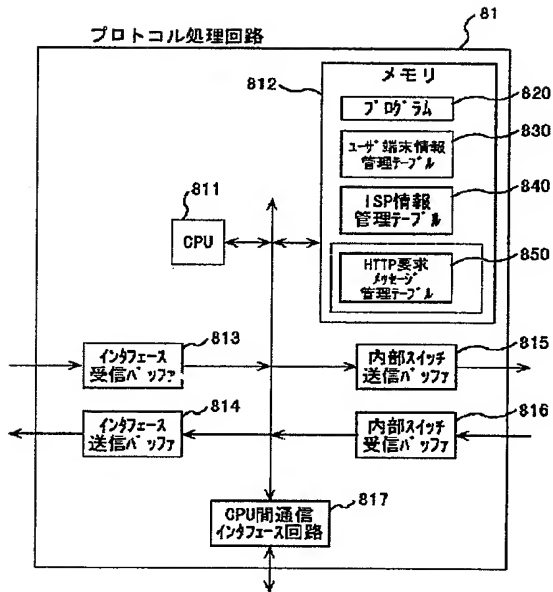 プロトコル処理回路
81
メモリ
812
プログラム
820
ユーザ端末情報
管理テーブル
830
ISP情報
管理テーブル
840
HTTP要求
メッセージ
管理テーブル
850
811
CPU
インタフェース
受信バッファ
813
内部スイッチ
送信バッファ
815
インタフェース
送信バッファ
814
内部スイッチ
受信バッファ
816
CPU間通信
インタフェース回路
817